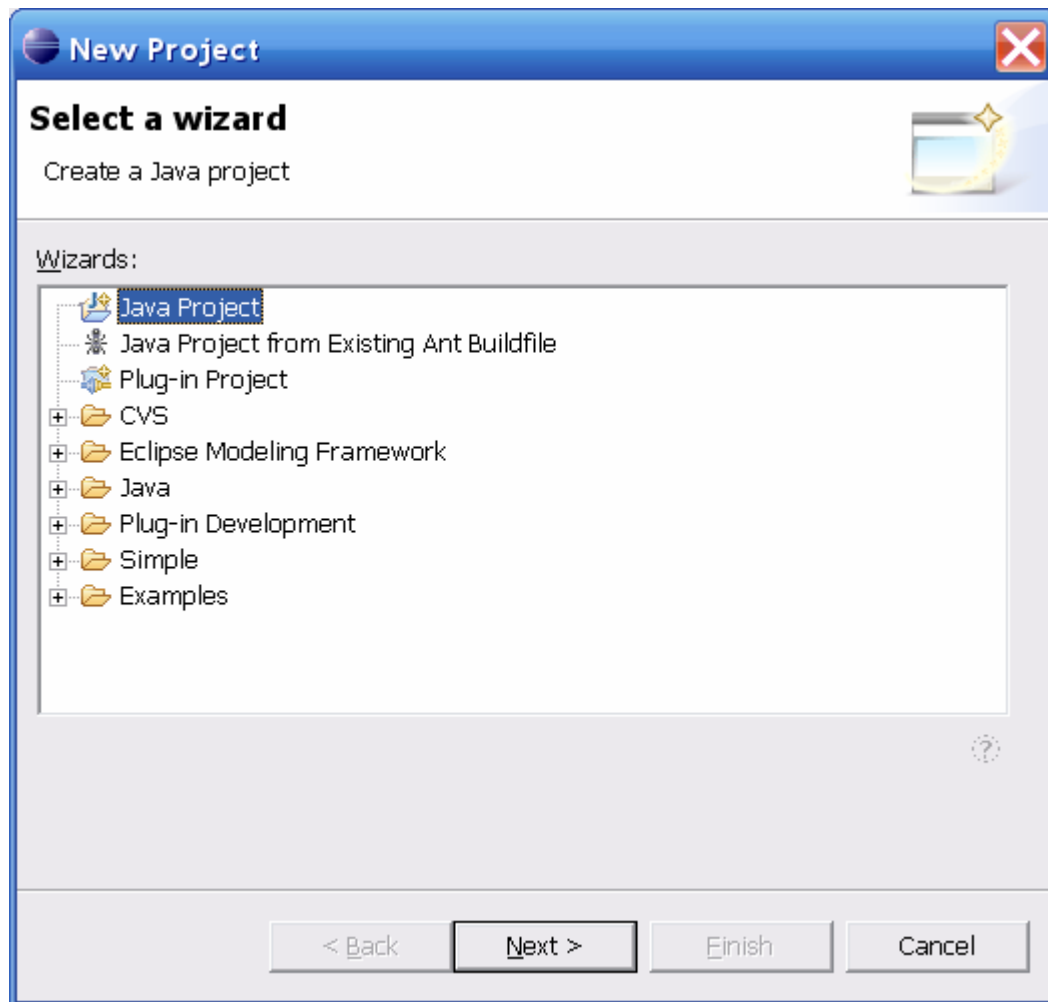 New Project
Select a wizard
Create a Java project
Wizards:
Java Project
Java Project from Existing Ant Buildfile
Plug-in Project
CVS
Eclipse Modeling Framework
Java
Plug-in Development
Simple
Examples
?
< Back Next > Finish Cancel